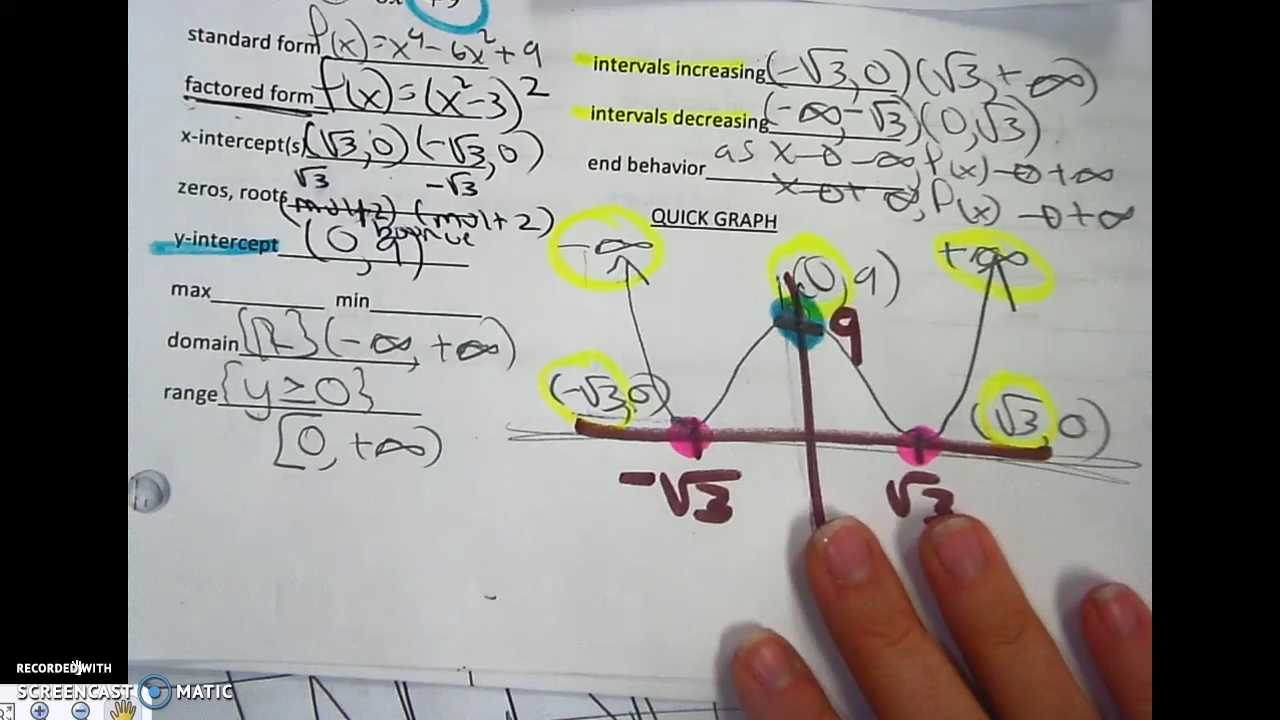 +9
standard form f(x)=x⁴-6x²+9
factored form f(x)=(x²-3)²
x-intercept(s) (√3,0) (-√3,0)
√3 -√3
zeros, roots (mult 2) (mult 2)
bounce
y-intercept (0,9)
max________ min________
domain {R} (-∞, +∞)
range {y≥0}
[0, +∞)
intervals increasing (-√3,0) (√3,+∞)
intervals decreasing (-∞,-√3) (0,√3)
end behavior as x→-∞, f(x)→+∞
x→+∞, f(x)→+∞
QUICK GRAPH
-∞ (0,9) +∞
9
(-√3,0) (√3,0)
-√3 √3
RECORDED WITH
SCREENCAST MATIC